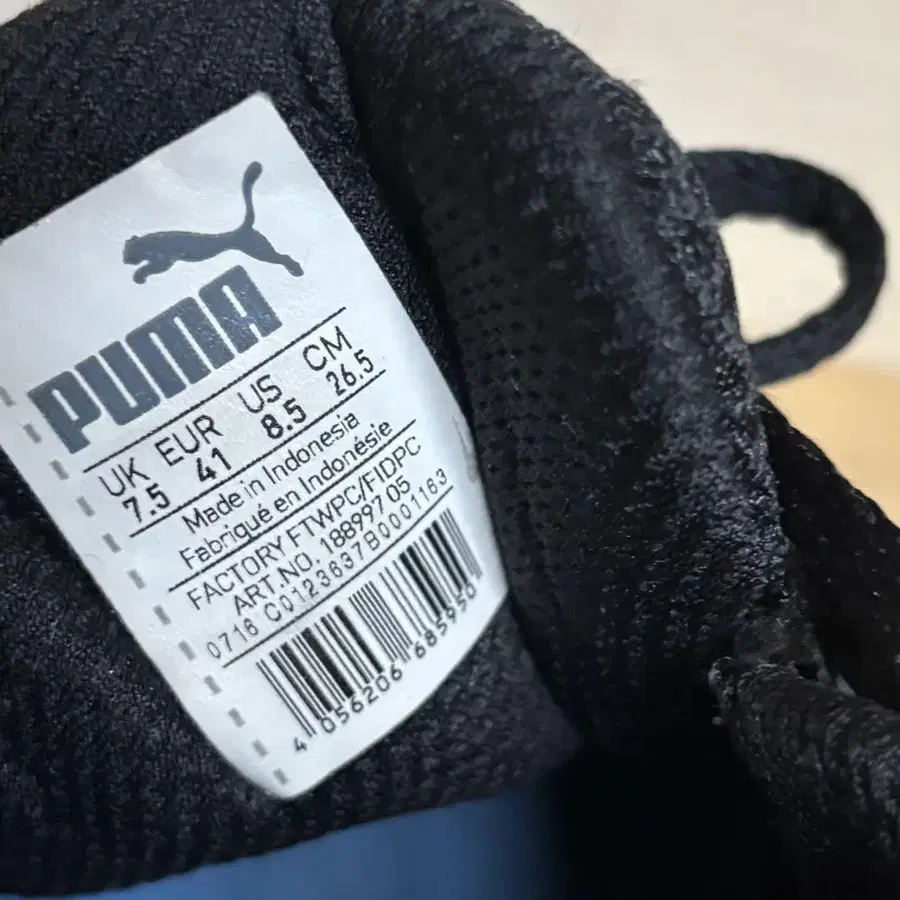 PUMA
UK EUR US CM
7.5 41 8.5 26.5
Made in Indonesia
Fabriqué en Indonésie
FACTORY FTWPC/FIDPC
ART.NO. 188997 05
0716 C0123637B0001163
4 056206 685950